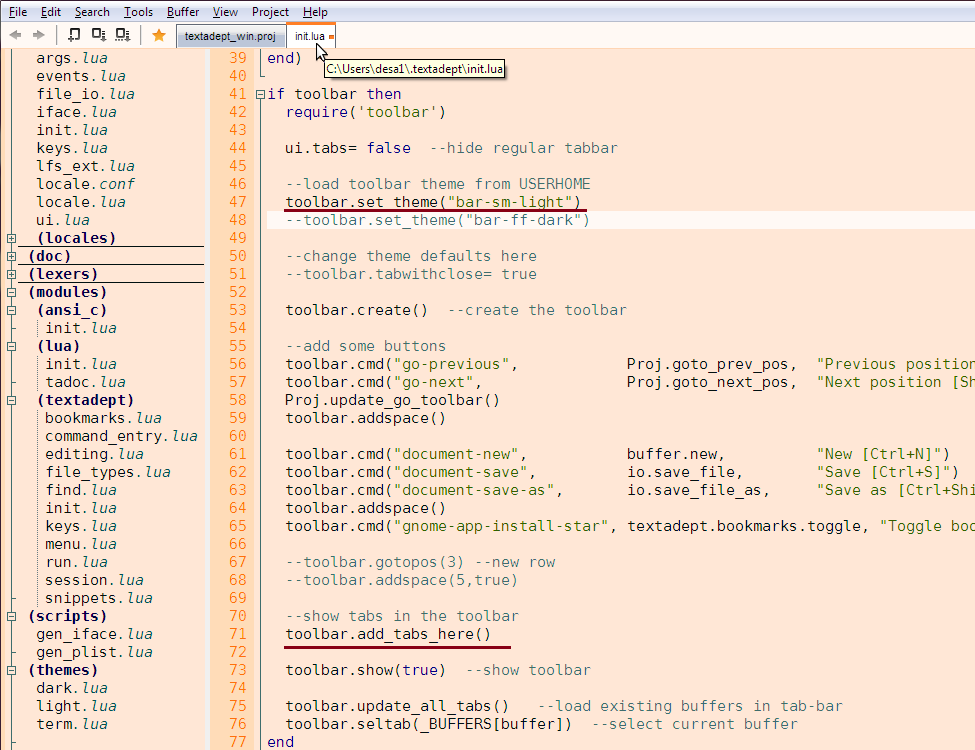 File Edit Search Tools Buffer View Project Help
textadept_win.proj init.lua
C:\Users\desa1\.textadept\init.lua
args.lua
events.lua
file_io.lua
iface.lua
init.lua
keys.lua
lfs_ext.lua
locale.conf
locale.lua
ui.lua
(locales)
(doc)
(lexers)
(modules)
(ansi_c)
init.lua
(lua)
init.lua
tadoc.lua
(textadept)
bookmarks.lua
command_entry.lua
editing.lua
file_types.lua
find.lua
init.lua
keys.lua
menu.lua
run.lua
session.lua
snippets.lua
(scripts)
gen_iface.lua
gen_plist.lua
(themes)
dark.lua
light.lua
term.lua
39 end)
40
41 if toolbar then
42 require('toolbar')
43
44 ui.tabs= false --hide regular tabbar
45
46 --load toolbar theme from USERHOME
47 toolbar.set_theme("bar-sm-light")
48 --toolbar.set_theme("bar-ff-dark")
49
50 --change theme defaults here
51 --toolbar.tabwithclose= true
52
53 toolbar.create() --create the toolbar
54
55 --add some buttons
56 toolbar.cmd("go-previous", Proj.goto_prev_pos, "Previous position
57 toolbar.cmd("go-next", Proj.goto_next_pos, "Next position [Sh
58 Proj.update_go_toolbar()
59 toolbar.addspace()
60
61 toolbar.cmd("document-new", buffer.new, "New [Ctrl+N]")
62 toolbar.cmd("document-save", io.save_file, "Save [Ctrl+S]")
63 toolbar.cmd("document-save-as", io.save_file_as, "Save as [Ctrl+Shi
64 toolbar.addspace()
65 toolbar.cmd("gnome-app-install-star", textadept.bookmarks.toggle, "Toggle boo
66
67 --toolbar.gotopos(3) --new row
68 --toolbar.addspace(5,true)
69
70 --show tabs in the toolbar
71 toolbar.add_tabs_here()
72
73 toolbar.show(true) --show toolbar
74
75 toolbar.update_all_tabs() --load existing buffers in tab-bar
76 toolbar.seltab(_BUFFERS[buffer]) --select current buffer
77 end